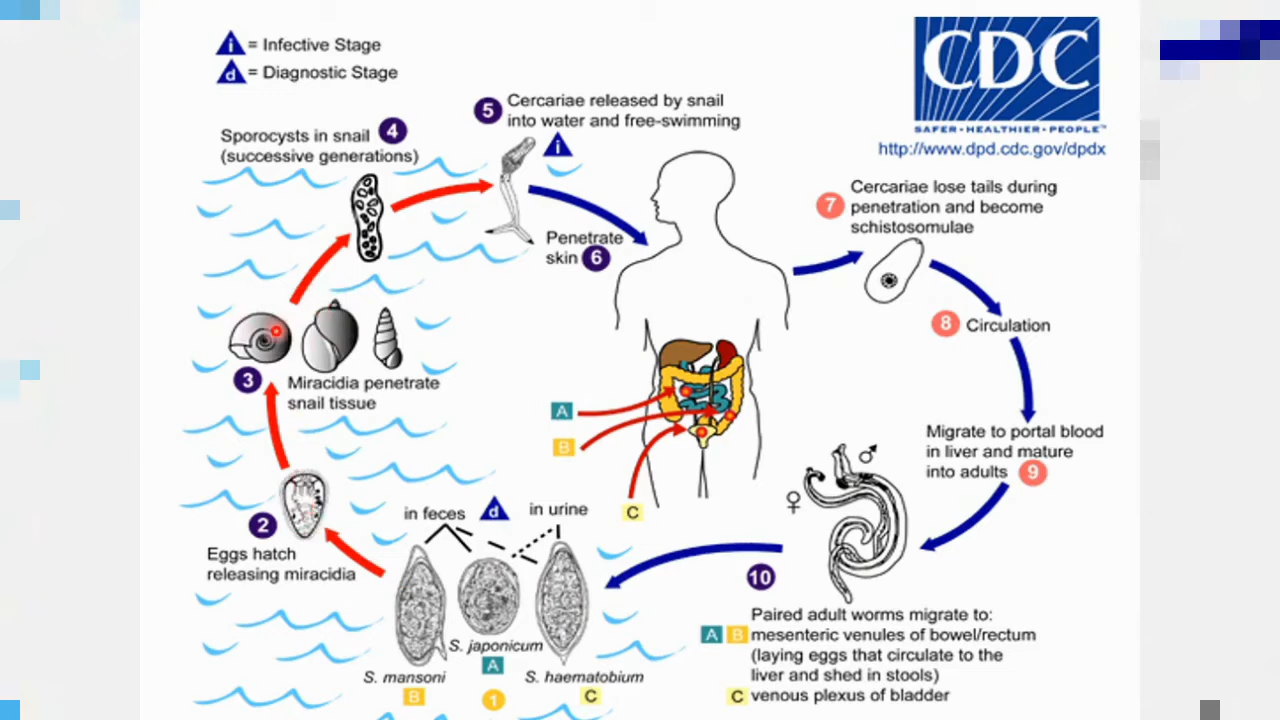 i = Infective Stage
d = Diagnostic Stage
CDC
SAFER•HEALTHIER•PEOPLE™
http://www.dpd.cdc.gov/dpdx
Sporocysts in snail 4
(successive generations)
5 Cercariae released by snail
into water and free-swimming
i
Penetrate
skin 6
7 Cercariae lose tails during
penetration and become
schistosomulae
8 Circulation
Migrate to portal blood
in liver and mature
into adults 9
3 Miracidia penetrate
snail tissue
A
B
C
♂
♀
2
Eggs hatch
releasing miracidia
in feces d in urine
S. mansoni
B
S. japonicum
A
1
S. haematobium
C
10
Paired adult worms migrate to:
A B mesenteric venules of bowel/rectum
(laying eggs that circulate to the
liver and shed in stools)
C venous plexus of bladder